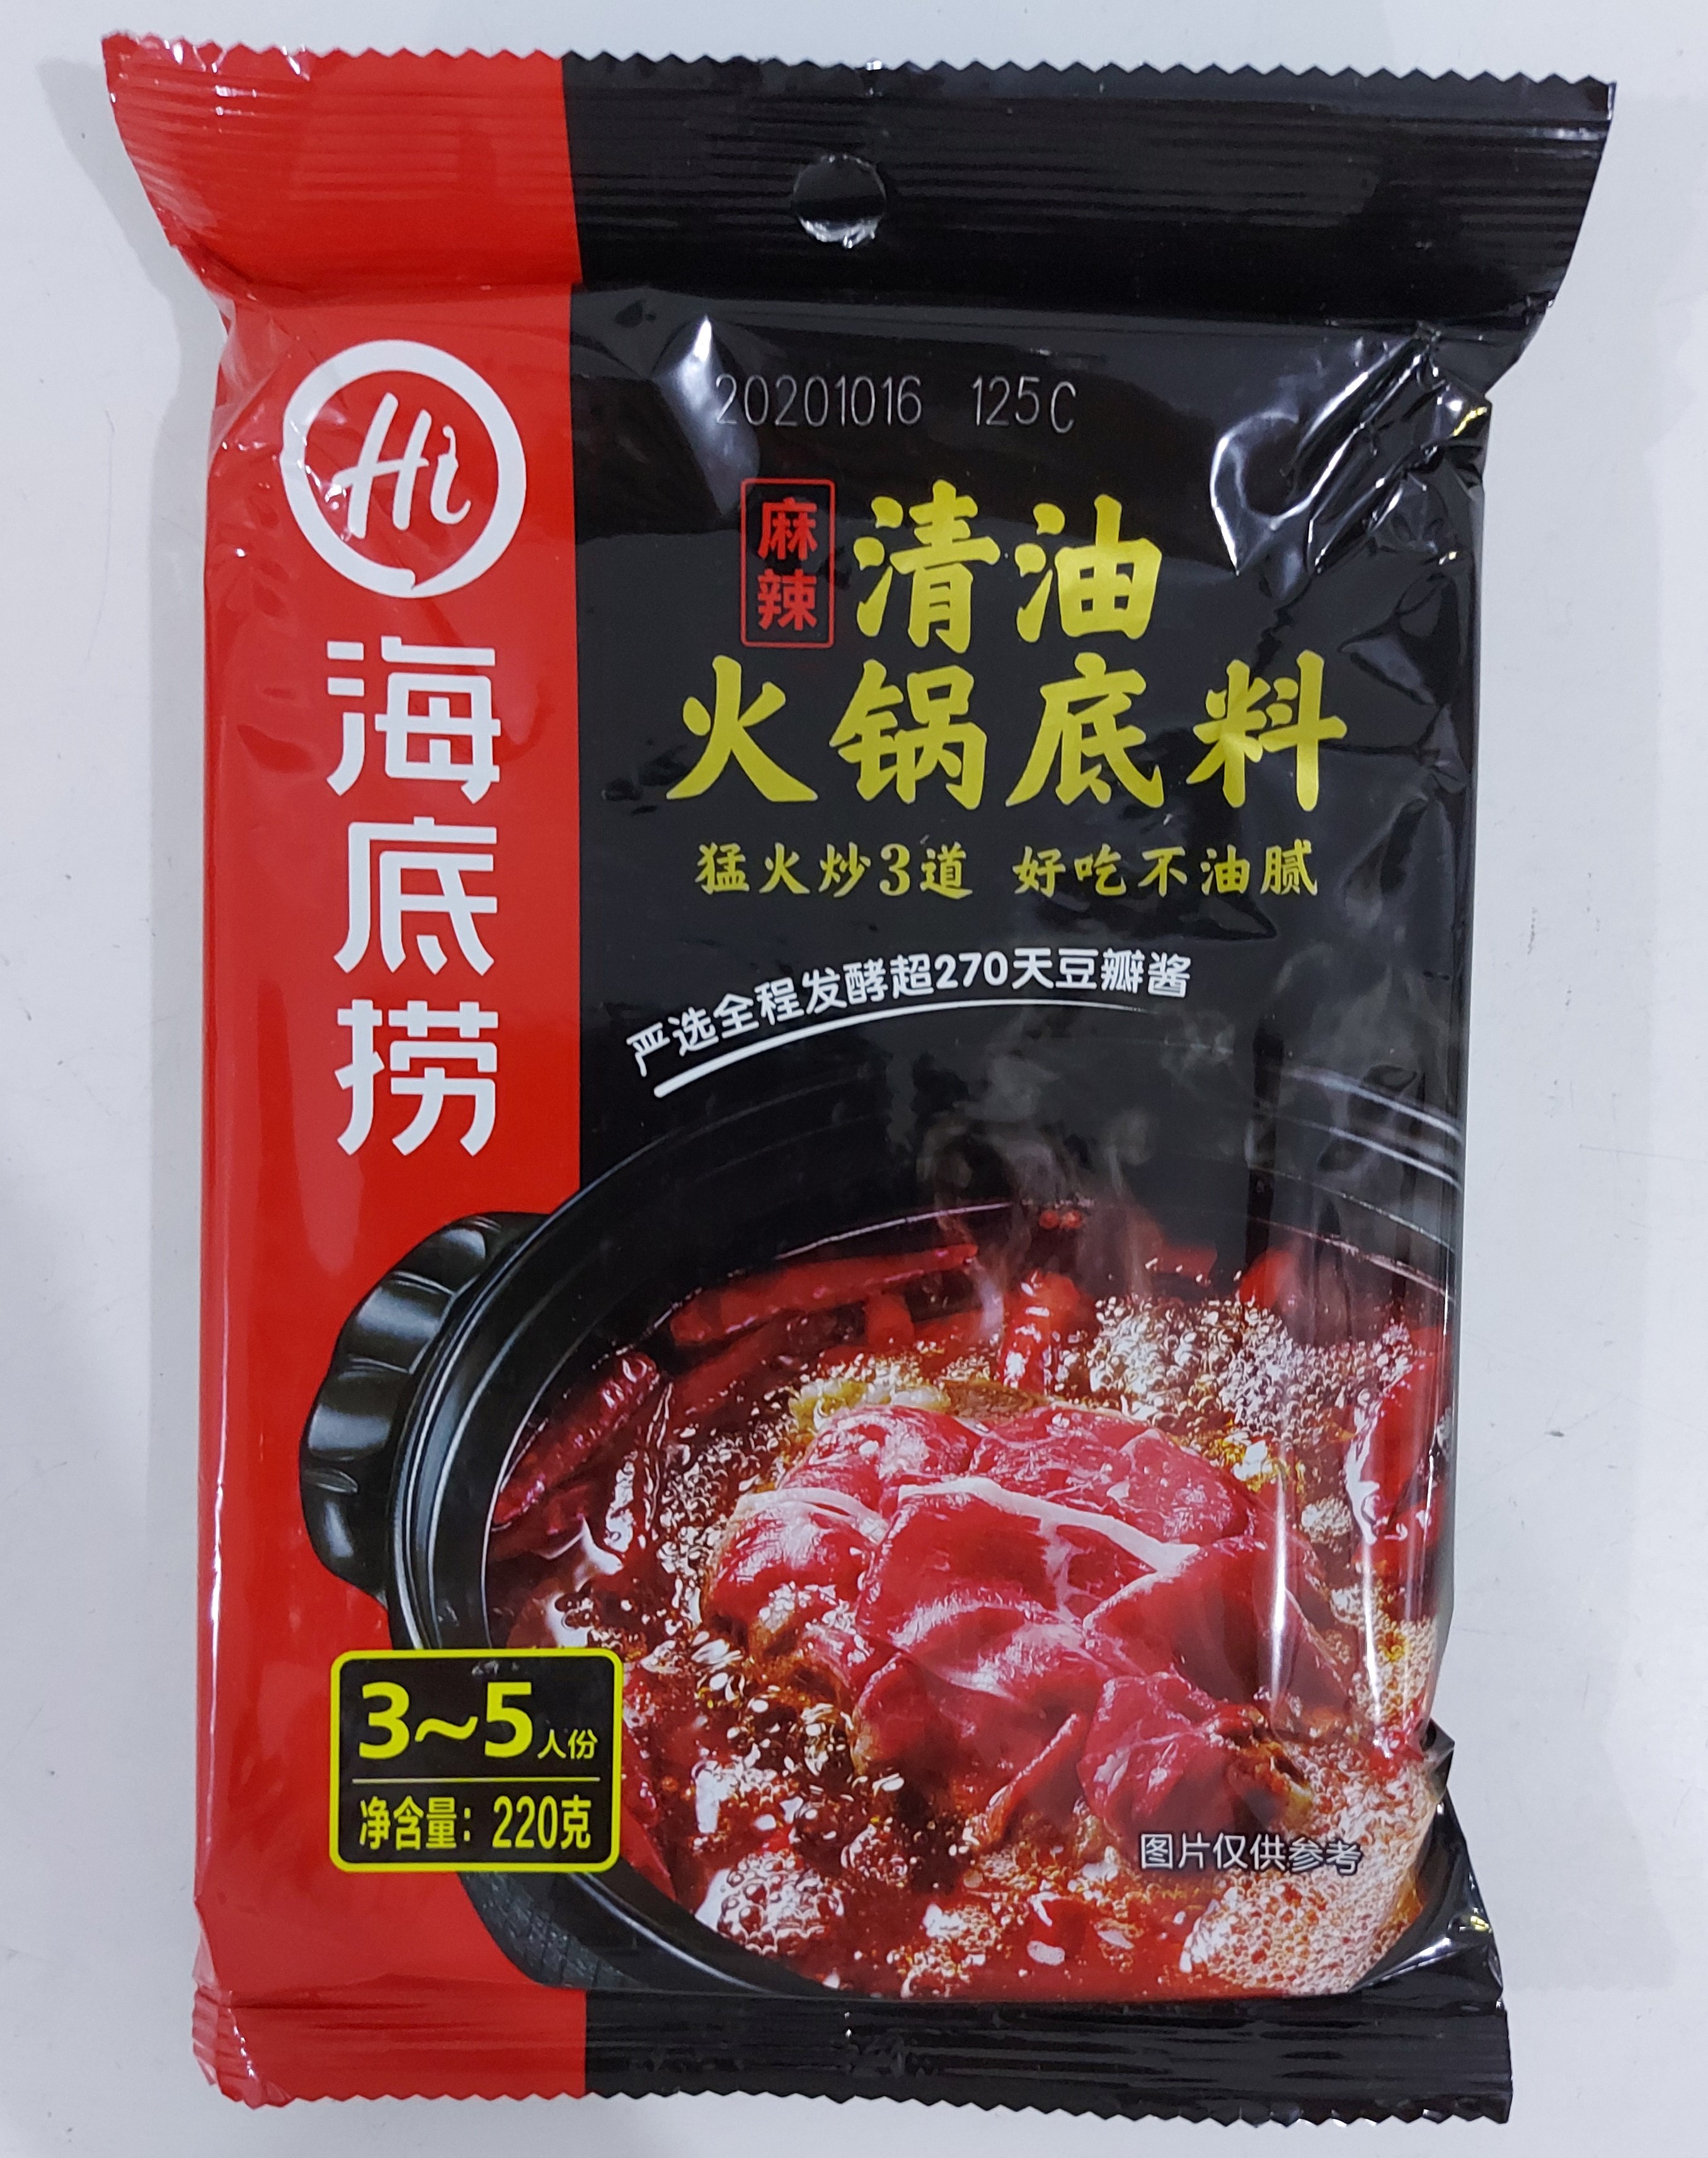 20201016 125C
Hi
海底捞
麻辣
清油
火锅底料
猛火炒3道 好吃不油腻
严选全程发酵超270天豆瓣酱
3~5人份
净含量：220克
图片仅供参考